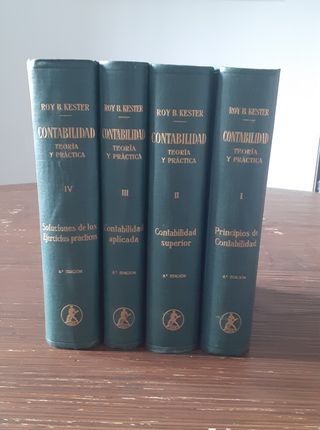 ROY B. KESTER
CONTABILIDAD
TEORÍA
Y PRÁCTICA
IV
Soluciones de los
Ejercicios prácticos
ROY B. KESTER
CONTABILIDAD
TEORÍA
Y PRÁCTICA
III
Contabilidad
aplicada
ROY B. KESTER
CONTABILIDAD
TEORÍA
Y PRÁCTICA
II
Contabilidad
superior
ROY B. KESTER
CONTABILIDAD
TEORÍA
Y PRÁCTICA
I
Principios de
Contabilidad